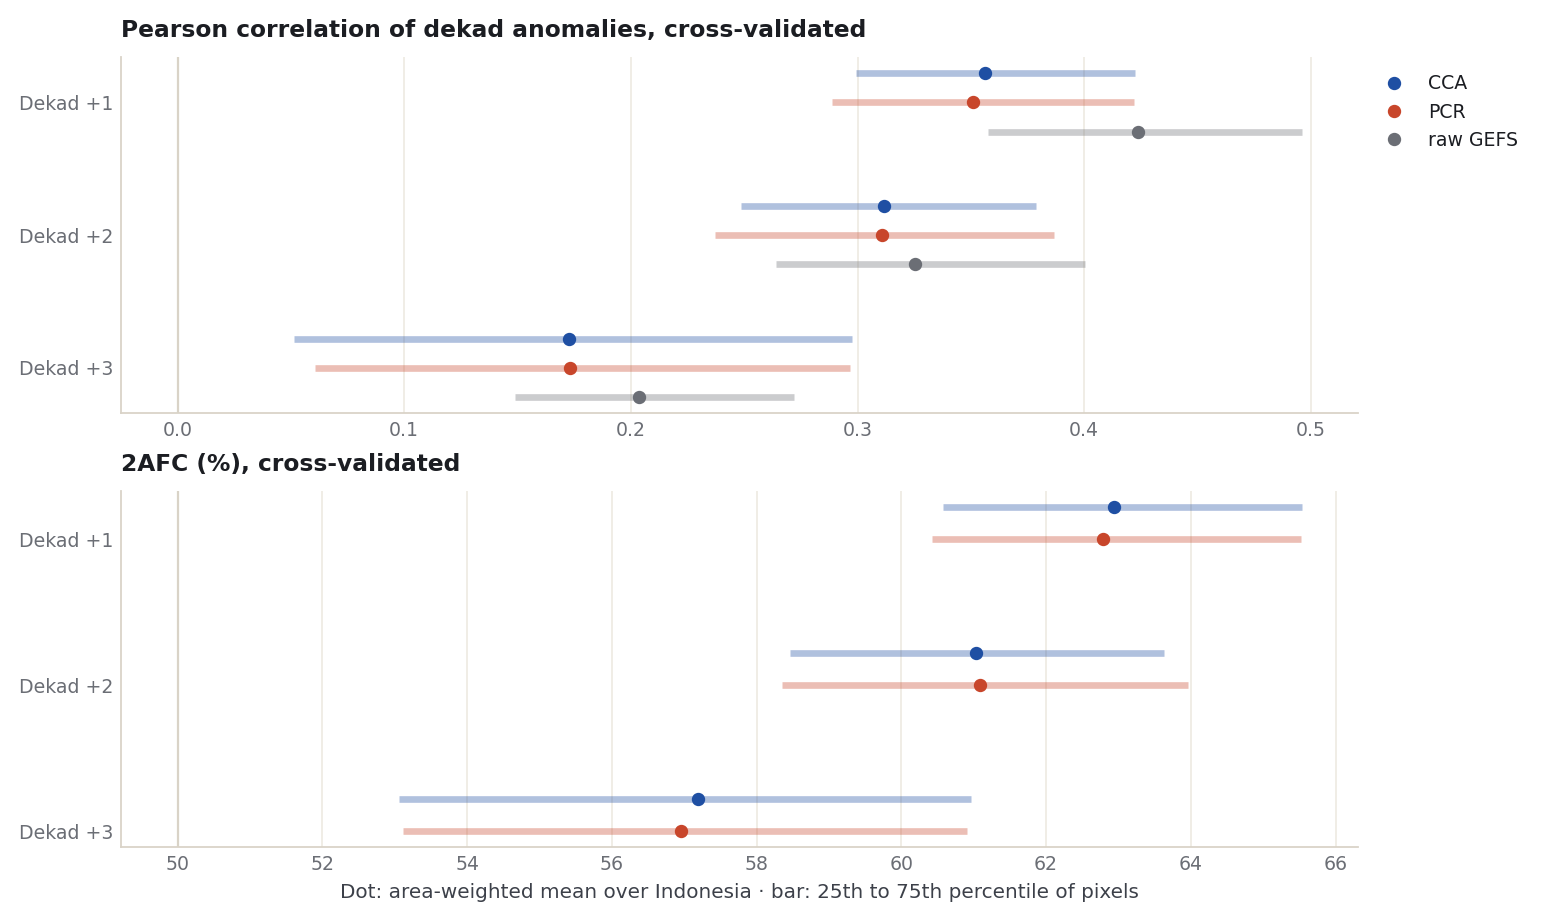 Pearson correlation of dekad anomalies, cross-validated
CCA
PCR
raw GEFS
Dekad +1
Dekad +2
Dekad +3
0.0 0.1 0.2 0.3 0.4 0.5
2AFC (%), cross-validated
Dekad +1
Dekad +2
Dekad +3
50 52 54 56 58 60 62 64 66
Dot: area-weighted mean over Indonesia · bar: 25th to 75th percentile of pixels